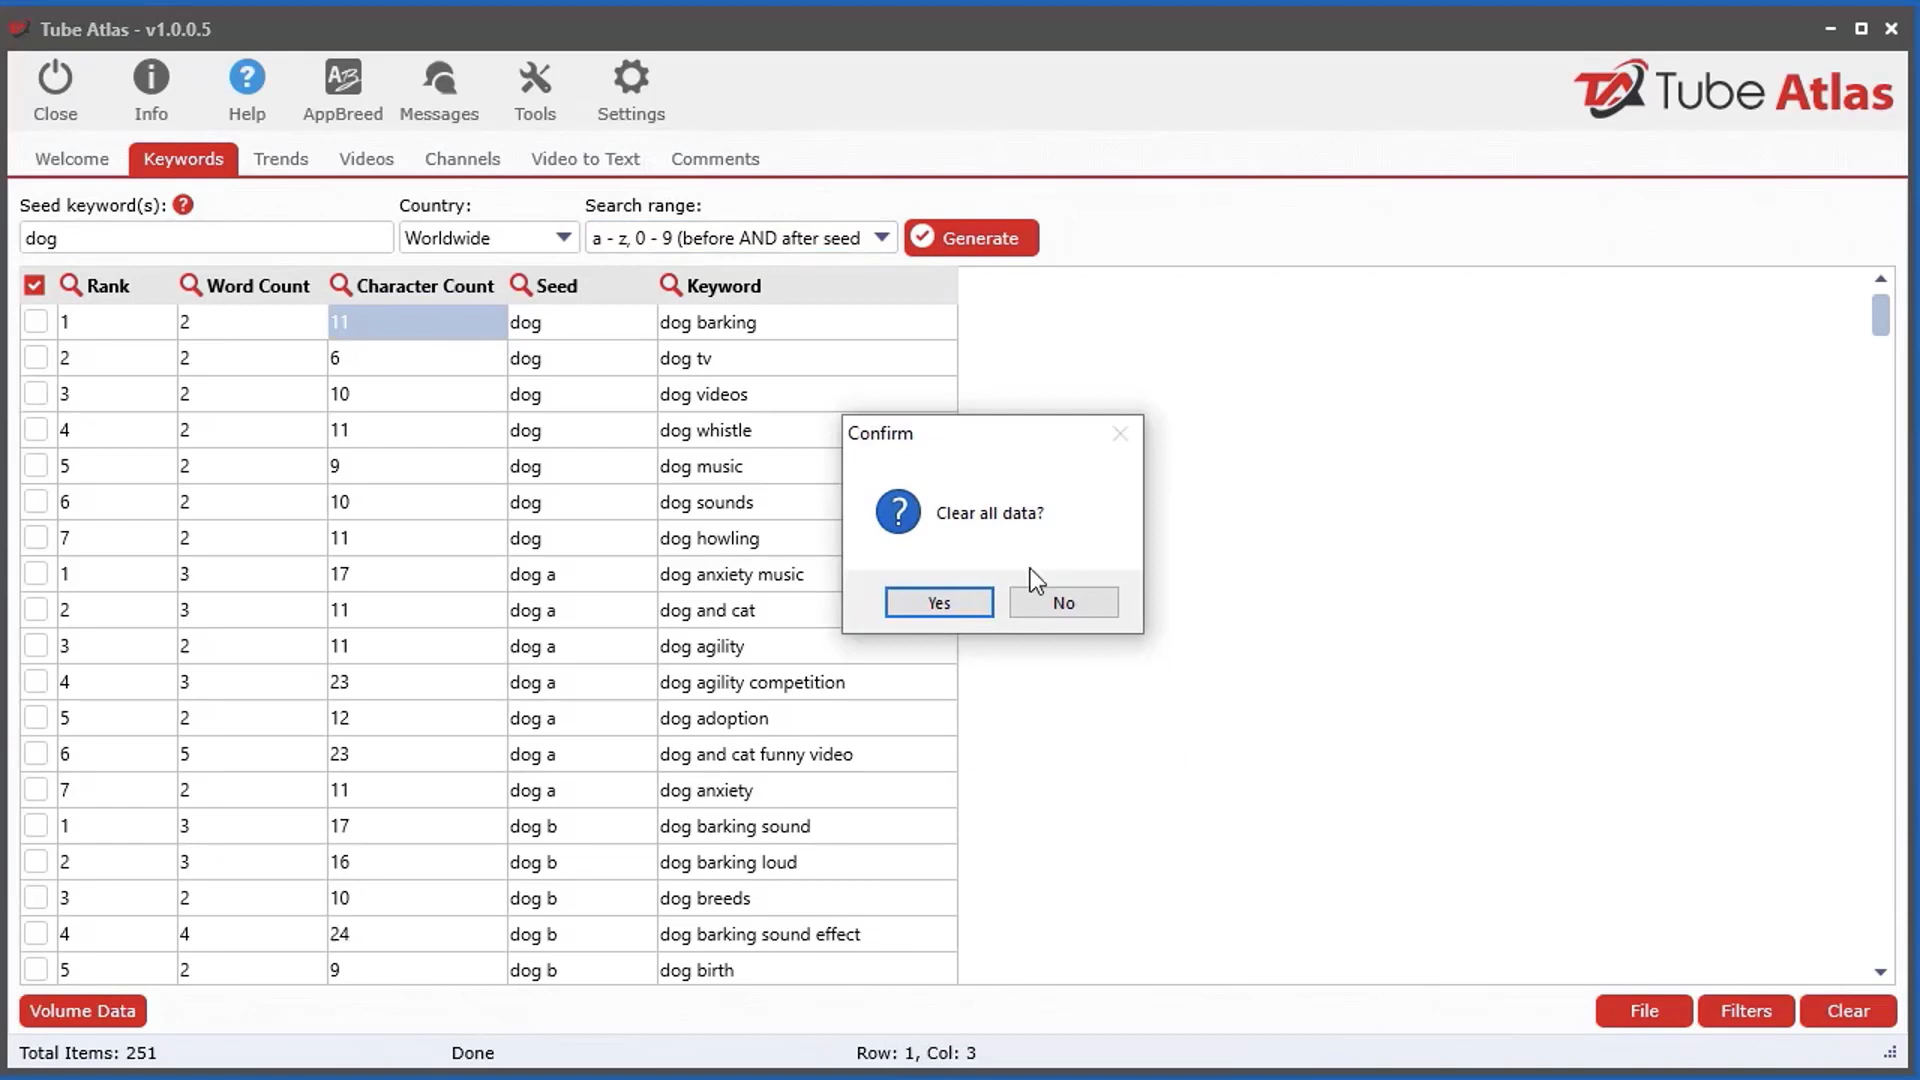 Tube Atlas - v1.0.0.5
Close Info Help AppBreed Messages Tools Settings
Tube Atlas
Welcome Keywords Trends Videos Channels Video to Text Comments
Seed keyword(s): ? Country: Search range:
dog Worldwide a - z, 0 - 9 (before AND after seed Generate
Rank Word Count Character Count Seed Keyword
1 2 11 dog dog barking
2 2 6 dog dog tv
3 2 10 dog dog videos
4 2 11 dog dog whistle
5 2 9 dog dog music
6 2 10 dog dog sounds
7 2 11 dog dog howling
1 3 17 dog a dog anxiety music
2 3 11 dog a dog and cat
3 2 11 dog a dog agility
4 3 23 dog a dog agility competition
5 2 12 dog a dog adoption
6 5 23 dog a dog and cat funny video
7 2 11 dog a dog anxiety
1 3 17 dog b dog barking sound
2 3 16 dog b dog barking loud
3 2 10 dog b dog breeds
4 4 24 dog b dog barking sound effect
5 2 9 dog b dog birth
Confirm
Clear all data?
Yes No
Volume Data File Filters Clear
Total Items: 251 Done Row: 1, Col: 3